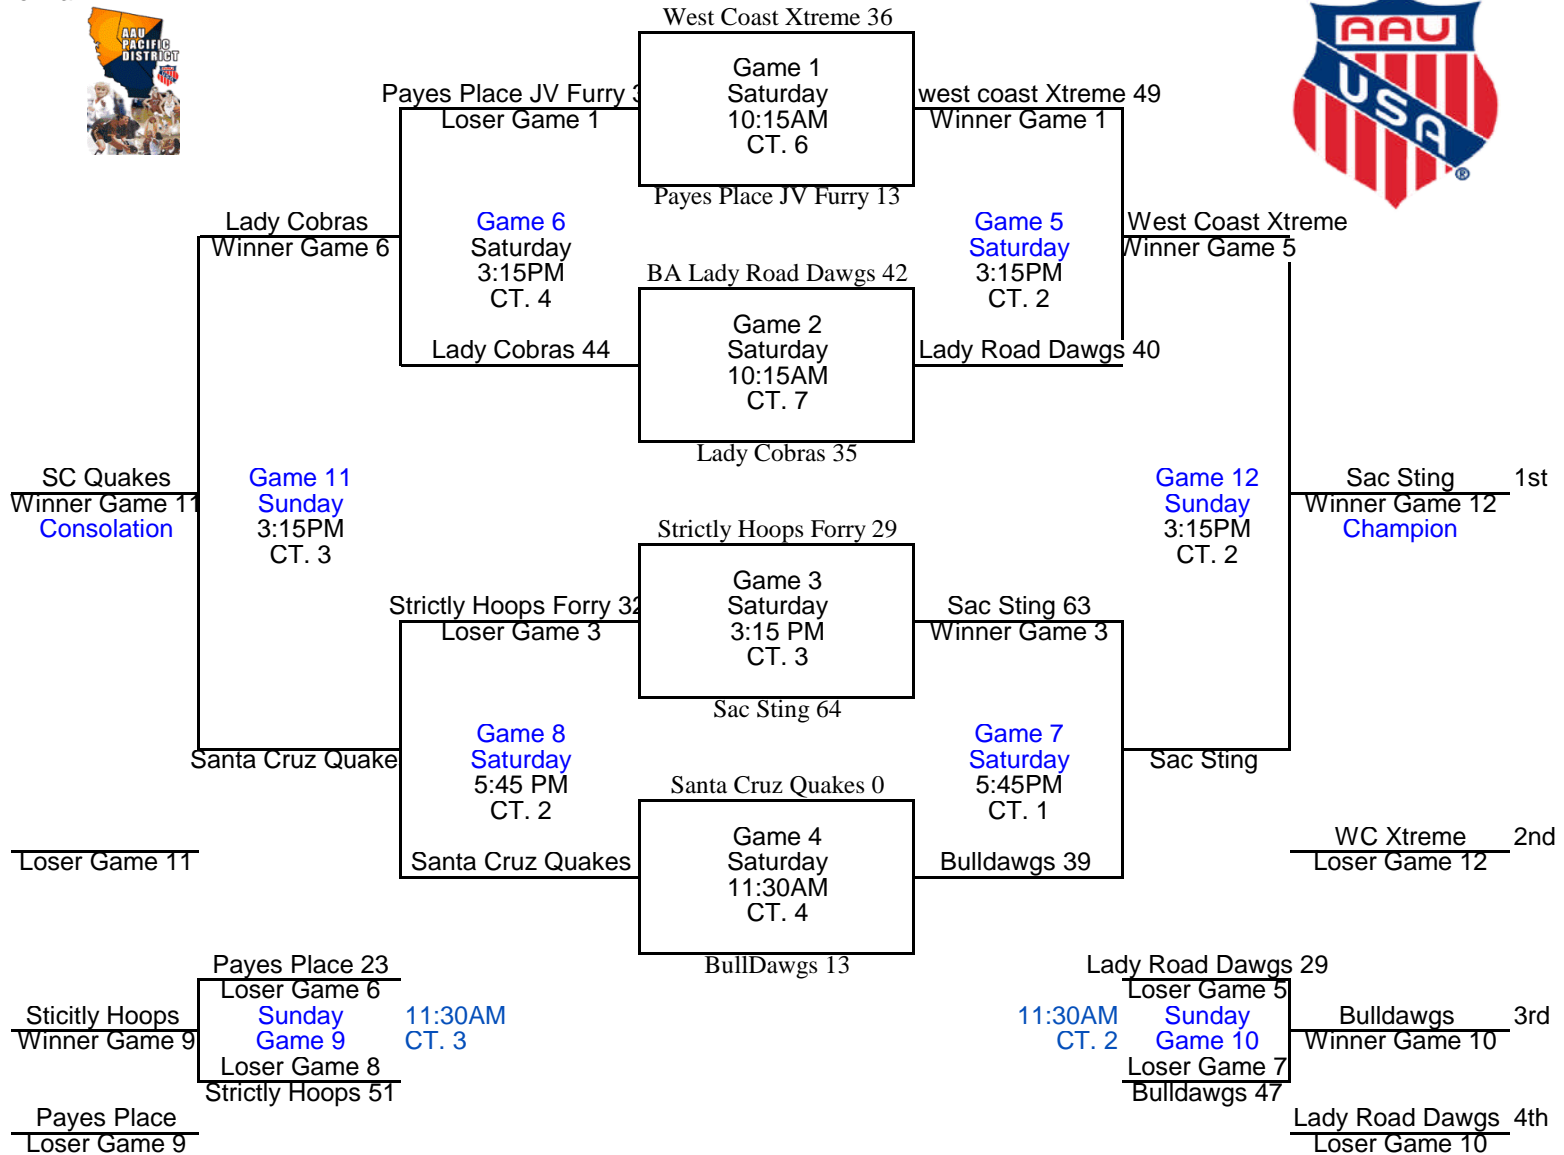 AAU
PACIFIC
DISTRICT
AAU
USA
®
West Coast Xtreme 36
Game 1
Saturday
10:15AM
CT. 6
Payes Place JV Furry 13
Payes Place JV Furry
Loser Game 1
west coast Xtreme 49
Winner Game 1
Lady Cobras
Winner Game 6
Game 6
Saturday
3:15PM
CT. 4
Game 5
Saturday
3:15PM
CT. 2
West Coast Xtreme
Winner Game 5
BA Lady Road Dawgs 42
Game 2
Saturday
10:15AM
CT. 7
Lady Cobras 35
Lady Cobras 44
Lady Road Dawgs 40
SC Quakes
Winner Game 11
Consolation
Game 11
Sunday
3:15PM
CT. 3
Game 12
Sunday
3:15PM
CT. 2
Sac Sting 1st
Winner Game 12
Champion
Strictly Hoops Forry 29
Game 3
Saturday
3:15 PM
CT. 3
Sac Sting 64
Strictly Hoops Forry 32
Loser Game 3
Sac Sting 63
Winner Game 3
Santa Cruz Quake
Game 8
Saturday
5:45 PM
CT. 2
Game 7
Saturday
5:45PM
CT. 1
Sac Sting
Santa Cruz Quakes 0
Game 4
Saturday
11:30AM
CT. 4
BullDawgs 13
Santa Cruz Quakes
Bulldawgs 39
Loser Game 11
WC Xtreme 2nd
Loser Game 12
Payes Place 23
Loser Game 6
Sunday
Game 9
Loser Game 8
Strictly Hoops 51
11:30AM
CT. 3
Sticitly Hoops
Winner Game 9
Payes Place
Loser Game 9
Lady Road Dawgs 29
Loser Game 5
Sunday
Game 10
Loser Game 7
Bulldawgs 47
11:30AM
CT. 2
Bulldawgs 3rd
Winner Game 10
Lady Road Dawgs 4th
Loser Game 10